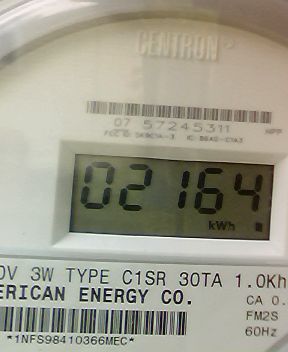 CENTRON®
07 57245311
HPP
02164
kWh
0V 3W TYPE C1SR 30TA 1.0Kh
ERICAN ENERGY CO.
CA 0.
FM2S
60Hz
*1NFS98410366MEC*